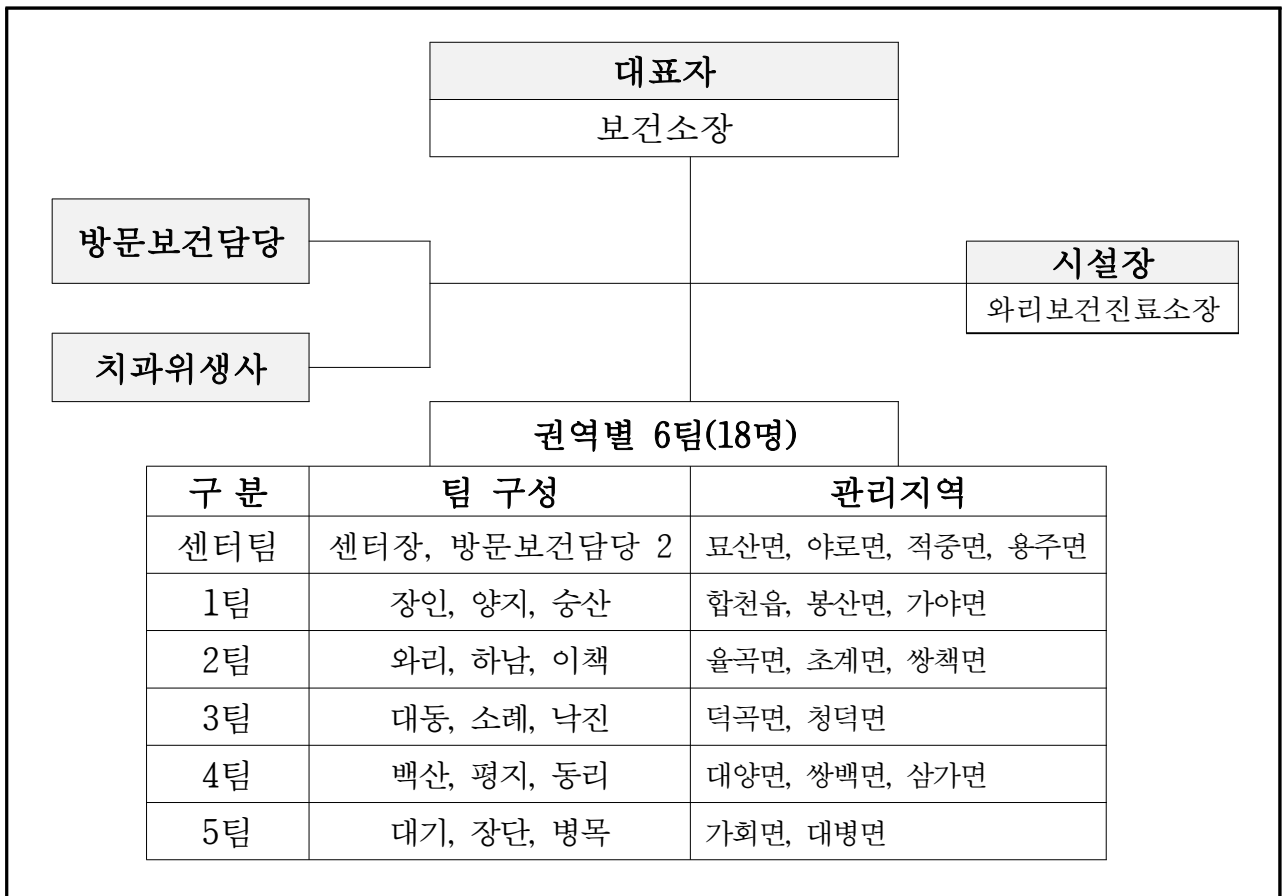 대표자
보건소장
방문보건담당
시설장
와리보건진료소장
치과위생사
권역별 6팀(18명)
구 분 팀 구성 관리지역
센터팀 센터장, 방문보건담당 2 묘산면, 야로면, 적중면, 용주면
1팀 장인, 양지, 숭산 합천읍, 봉산면, 가야면
2팀 와리, 하남, 이책 율곡면, 초계면, 쌍책면
3팀 대동, 소례, 낙진 덕곡면, 청덕면
4팀 백산, 평지, 동리 대양면, 쌍백면, 삼가면
5팀 대기, 장단, 병목 가회면, 대병면